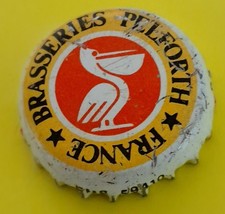 ★ BRASSERIES PELFORTH ★
FRANCE